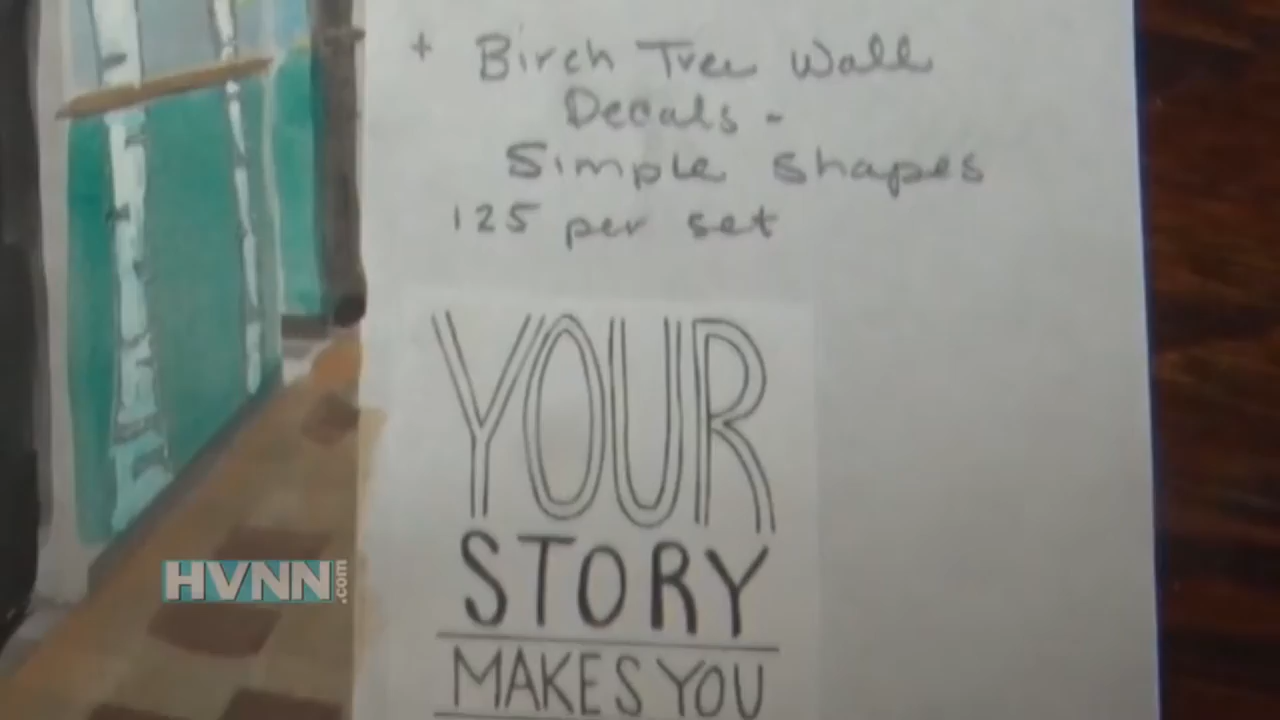 + Birch Tree Wall
Decals -
Simple Shapes
125 per set
YOUR
STORY
MAKES YOU
HVNN.com